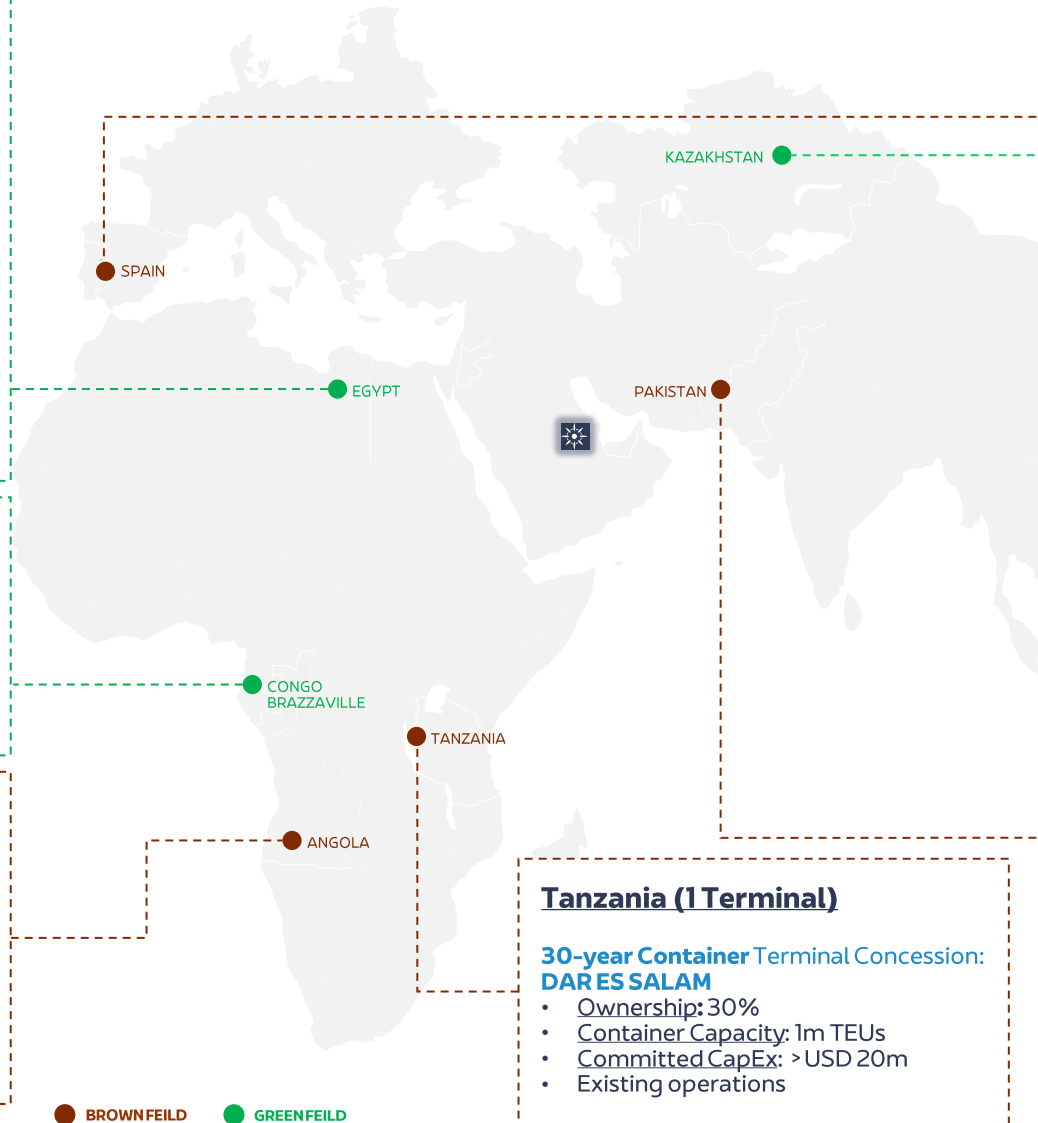 KAZAKHSTAN
SPAIN
EGYPT
PAKISTAN
CONGO
BRAZZAVILLE
TANZANIA
ANGOLA
Tanzania (1 Terminal)
30-year Container Terminal Concession:
DAR ES SALAM
• Ownership: 30%
• Container Capacity: 1m TEUs
• Committed CapEx: >USD 20m
• Existing operations
BROWNFEILD
GREENFEILD